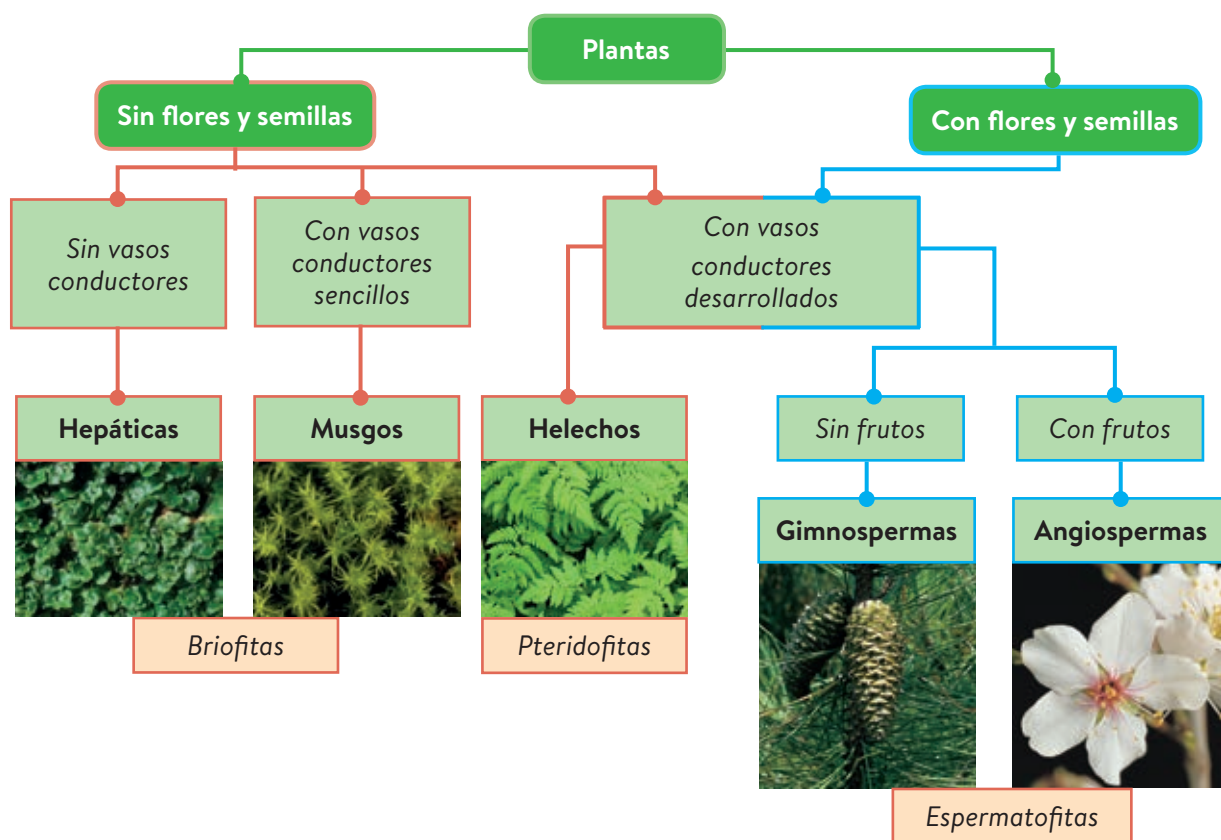 Plantas
Sin flores y semillas
Con flores y semillas
Sin vasos
conductores
Con vasos
conductores
sencillos
Con vasos
conductores
desarrollados
Hepáticas
Musgos
Helechos
Sin frutos
Con frutos
Gimnospermas
Angiospermas
Briofitas
Pteridofitas
Espermatofitas